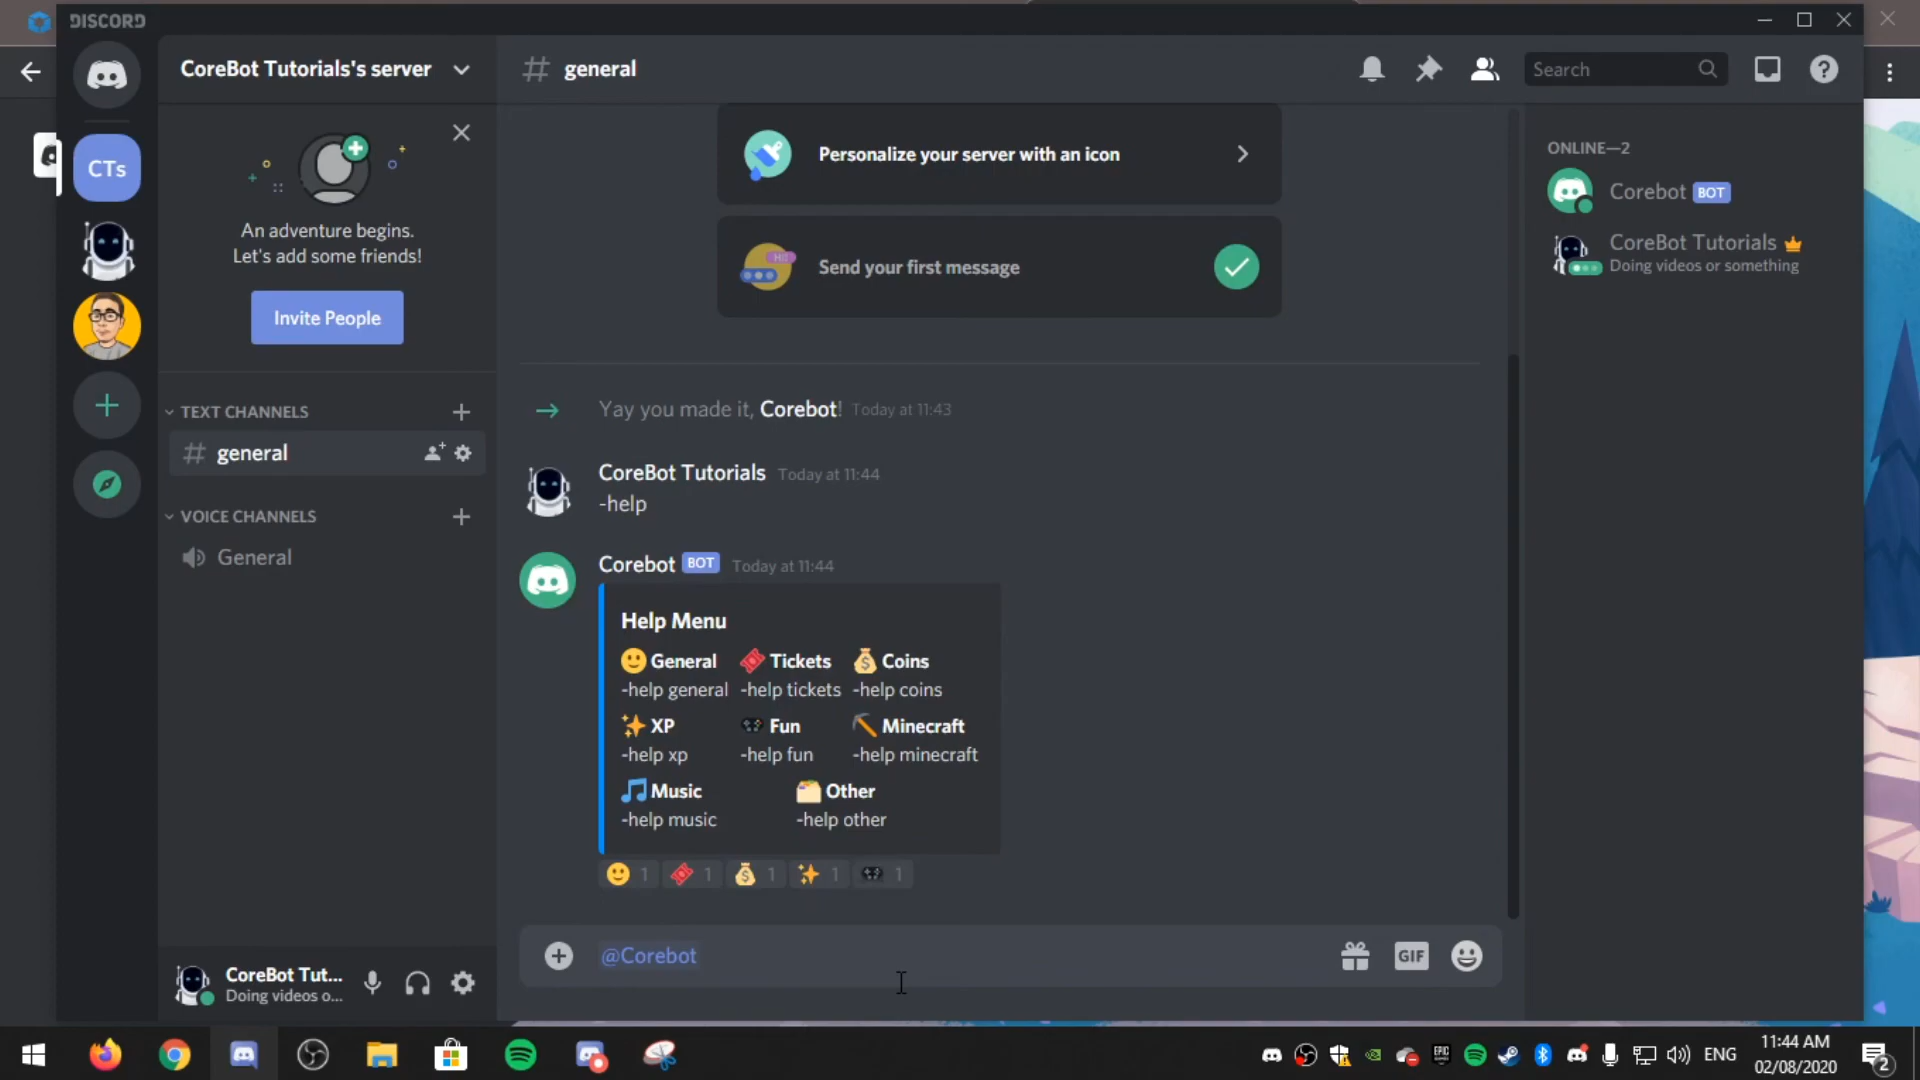 DISCORD
CoreBot Tutorials's server
general
Search
CTs
An adventure begins.
Let's add some friends!
Invite People
TEXT CHANNELS
general
VOICE CHANNELS
General
CoreBot Tut...
Doing videos o...
Personalize your server with an icon
Send your first message
Yay you made it, Corebot! Today at 11:43
CoreBot Tutorials Today at 11:44
-help
Corebot BOT Today at 11:44
Help Menu
General Tickets Coins
-help general -help tickets -help coins
XP Fun Minecraft
-help xp -help fun -help minecraft
Music Other
-help music -help other
1 1 1 1 1
@Corebot
GIF
ONLINE—2
Corebot BOT
CoreBot Tutorials
Doing videos or something
ENG
11:44 AM
02/08/2020
2